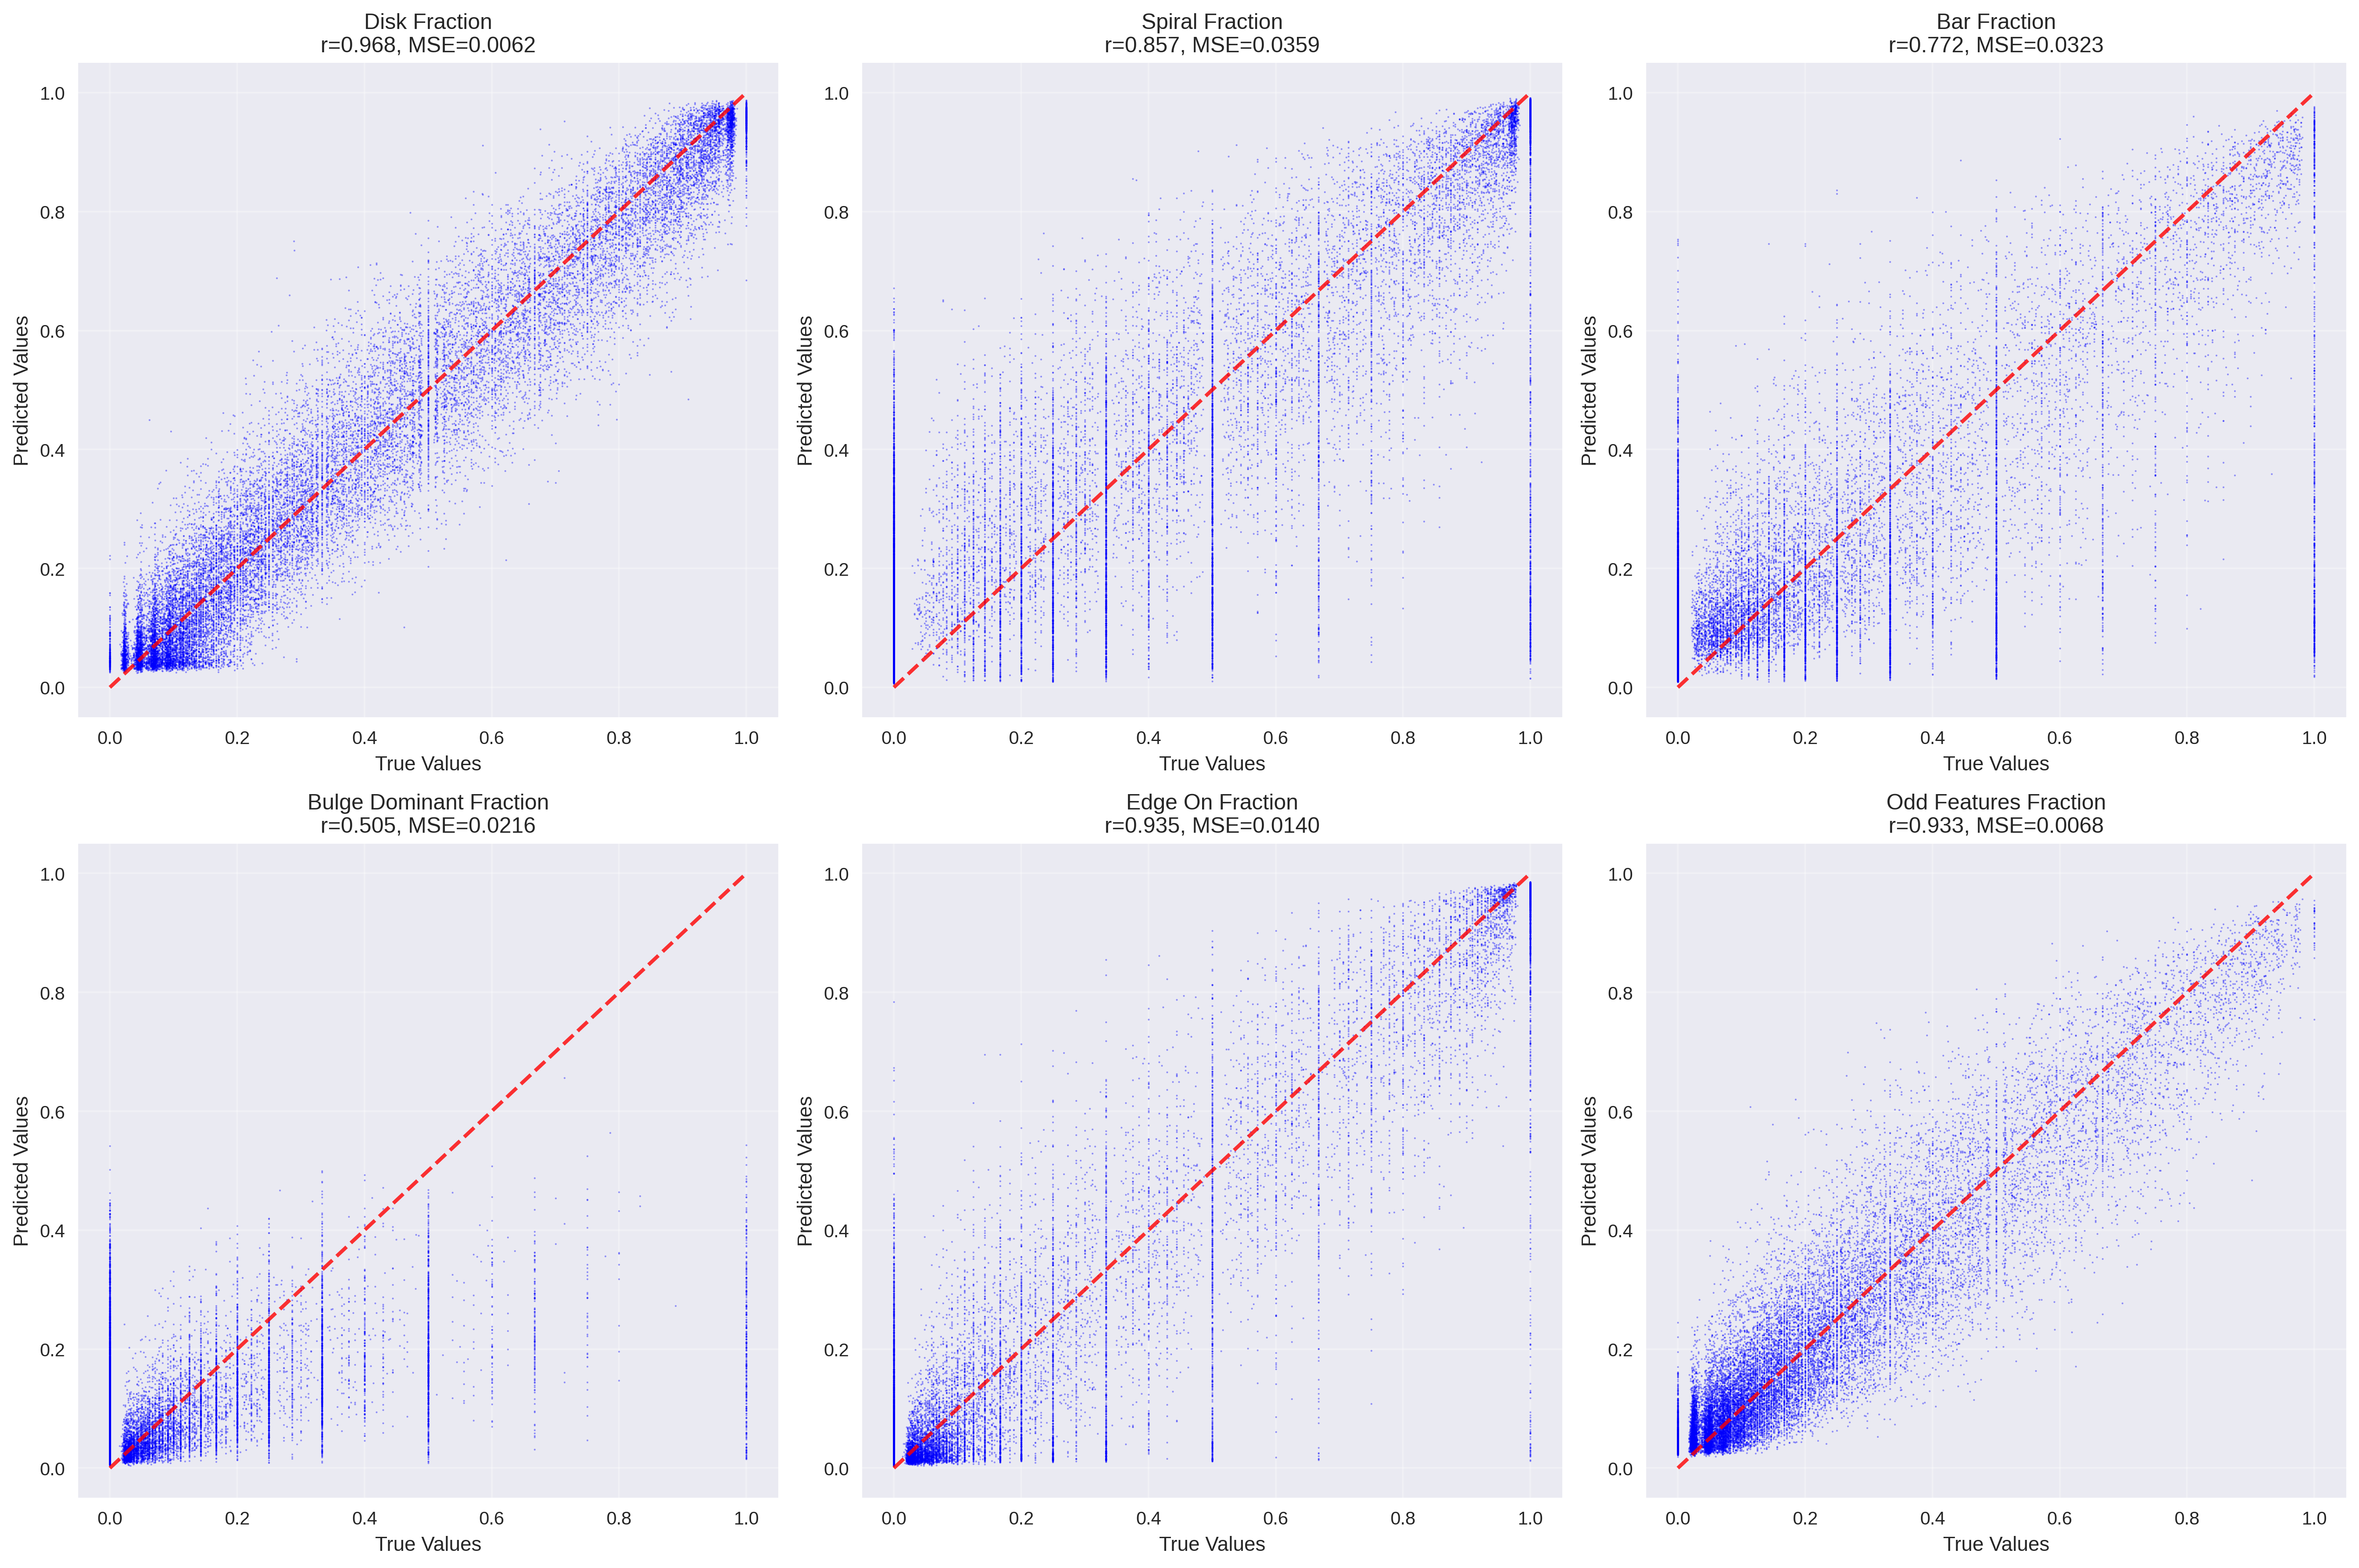 Disk Fraction
r=0.968, MSE=0.0062
1.0
0.8
0.6
0.4
0.2
0.0
Predicted Values
0.0 0.2 0.4 0.6 0.8 1.0
True Values
Spiral Fraction
r=0.857, MSE=0.0359
1.0
0.8
0.6
0.4
0.2
0.0
Predicted Values
0.0 0.2 0.4 0.6 0.8 1.0
True Values
Bar Fraction
r=0.772, MSE=0.0323
1.0
0.8
0.6
0.4
0.2
0.0
Predicted Values
0.0 0.2 0.4 0.6 0.8 1.0
True Values
Bulge Dominant Fraction
r=0.505, MSE=0.0216
1.0
0.8
0.6
0.4
0.2
0.0
Predicted Values
0.0 0.2 0.4 0.6 0.8 1.0
True Values
Edge On Fraction
r=0.935, MSE=0.0140
1.0
0.8
0.6
0.4
0.2
0.0
Predicted Values
0.0 0.2 0.4 0.6 0.8 1.0
True Values
Odd Features Fraction
r=0.933, MSE=0.0068
1.0
0.8
0.6
0.4
0.2
0.0
Predicted Values
0.0 0.2 0.4 0.6 0.8 1.0
True Values